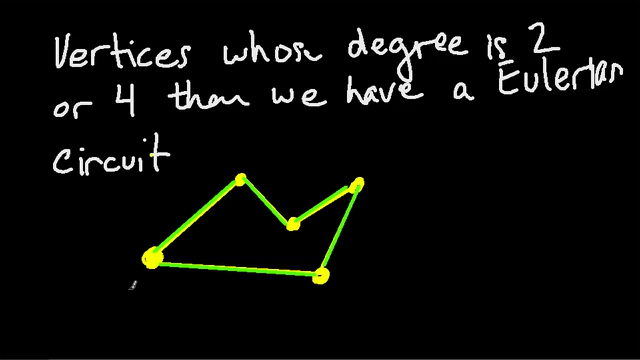 Vertices whose degree is 2
or 4 then we have a Eulerian
circuit